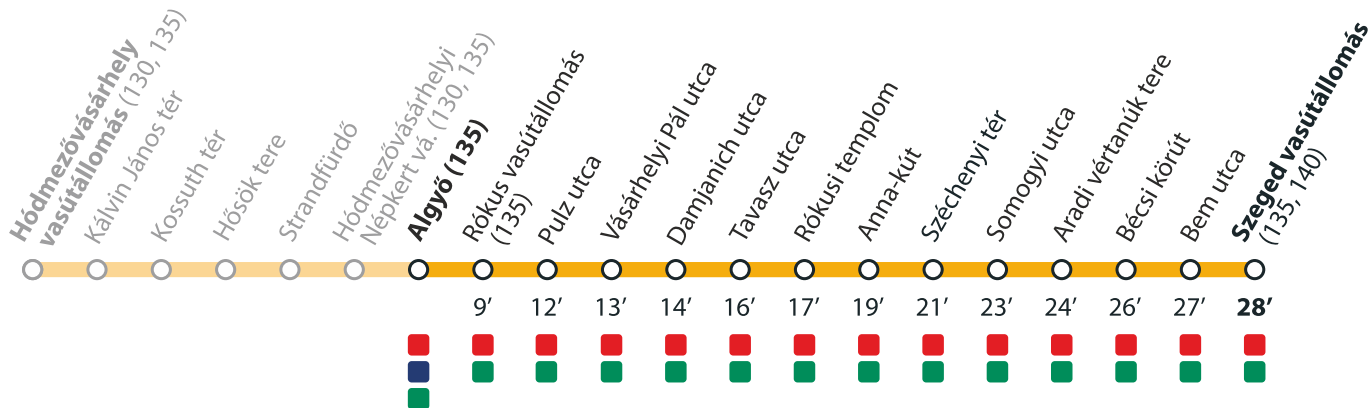 Hódmezővásárhely
vasútállomás (130, 135)
Kálvin János tér
Kossuth tér
Hősök tere
Strandfürdő
Hódmezővásárhelyi
Népkert vá. (130, 135)
Algyő (135)
Rókus vasútállomás
(135)
Pulz utca
Vásárhelyi Pál utca
Damjanich utca
Tavasz utca
Rókusi templom
Anna-kút
Széchenyi tér
Somogyi utca
Aradi vértanúk tere
Bécsi körút
Bem utca
Szeged vasútállomás
(135, 140)
9’ 12’ 13’ 14’ 16’ 17’ 19’ 21’ 23’ 24’ 26’ 27’ 28’